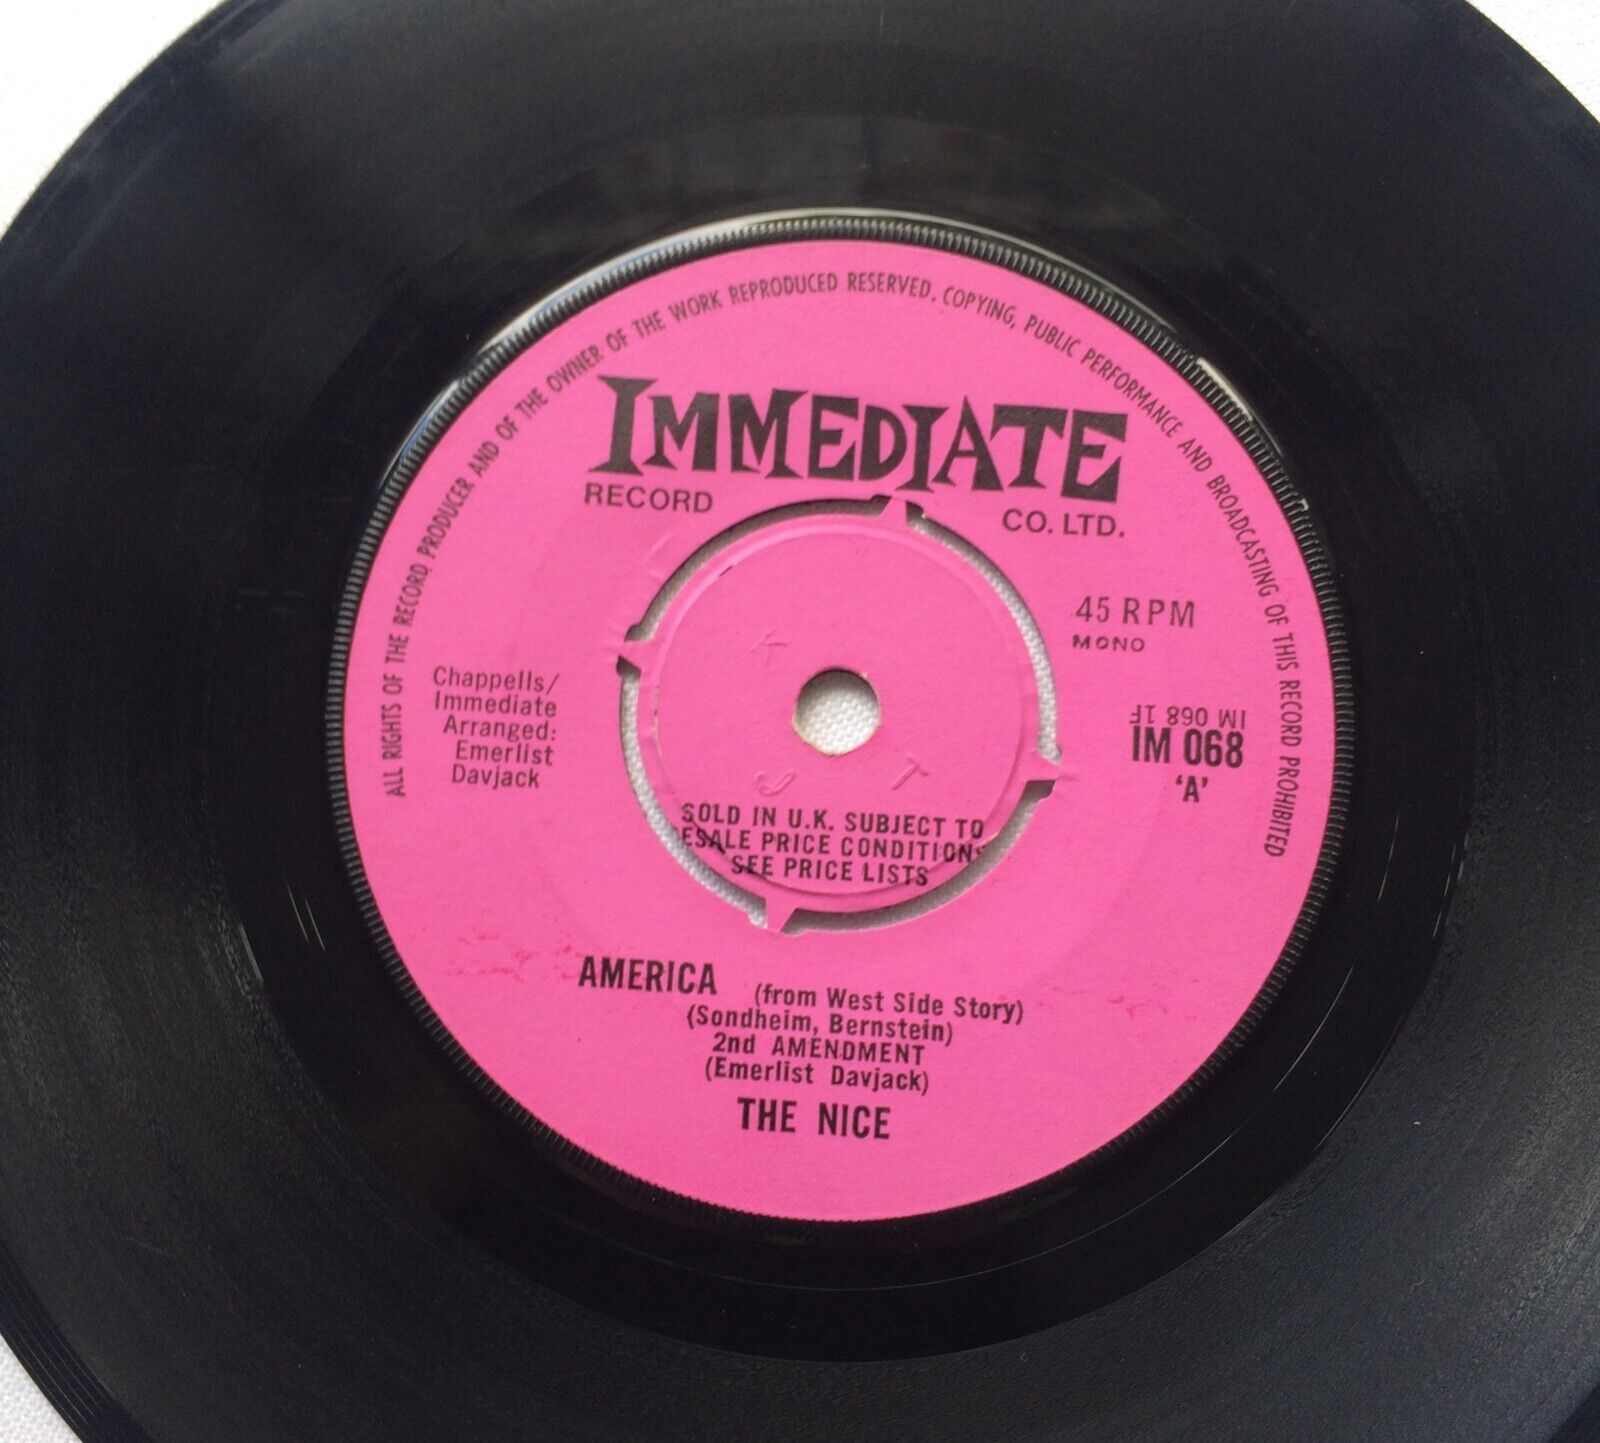 ALL RIGHTS OF THE RECORD PRODUCER AND OF THE OWNER OF THE WORK REPRODUCED RESERVED. COPYING, PUBLIC PERFORMANCE AND BROADCASTING OF THIS RECORD PROHIBITED
IMMEDIATE
RECORD CO. LTD.
45 RPM
MONO
Chappells/
Immediate
Arranged:
Emerlist
Davjack
IM 068 1F
IM 068
'A'
K
J T
SOLD IN U.K. SUBJECT TO
RESALE PRICE CONDITIONS
SEE PRICE LISTS
AMERICA (from West Side Story)
(Sondheim, Bernstein)
2nd AMENDMENT
(Emerlist Davjack)
THE NICE